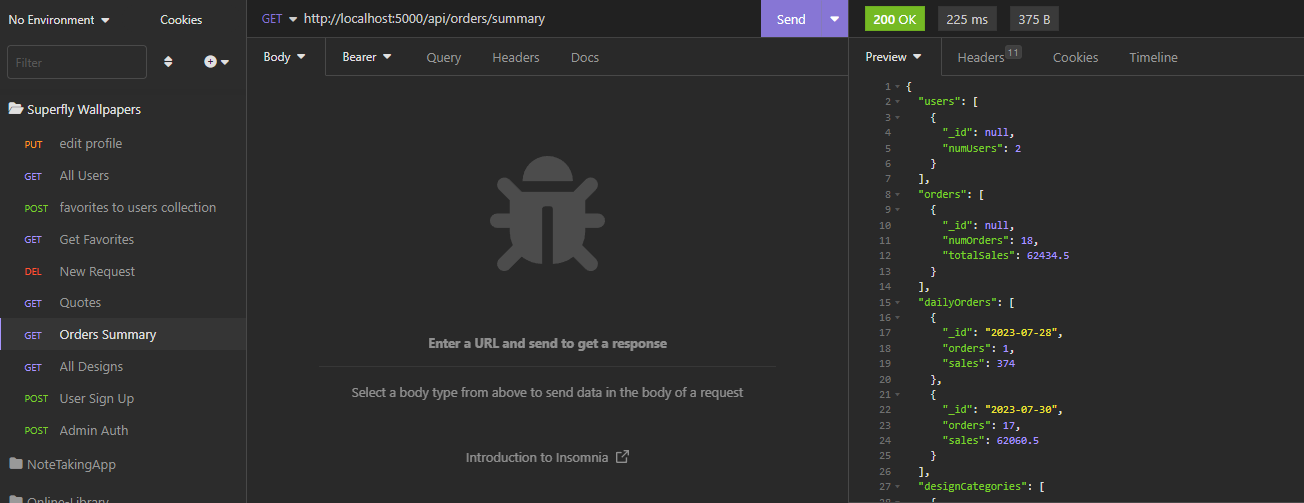 No Environment
Cookies
Filter
Superfly Wallpapers
PUT edit profile
GET All Users
POST favorites to users collection
GET Get Favorites
DEL New Request
GET Quotes
GET Orders Summary
GET All Designs
POST User Sign Up
POST Admin Auth
NoteTakingApp
Online-Library
GET http://localhost:5000/api/orders/summary Send
Body Bearer Query Headers Docs
Enter a URL and send to get a response
Select a body type from above to send data in the body of a request
Introduction to Insomnia
200 OK 225 ms 375 B
Preview Headers 11 Cookies Timeline
1 {
2 "users": [
3 {
4 "_id": null,
5 "numUsers": 2
6 }
7 ],
8 "orders": [
9 {
10 "_id": null,
11 "numOrders": 18,
12 "totalSales": 62434.5
13 }
14 ],
15 "dailyOrders": [
16 {
17 "_id": "2023-07-28",
18 "orders": 1,
19 "sales": 374
20 },
21 {
22 "_id": "2023-07-30",
23 "orders": 17,
24 "sales": 62060.5
25 }
26 ],
27 "designCategories": [
28 {